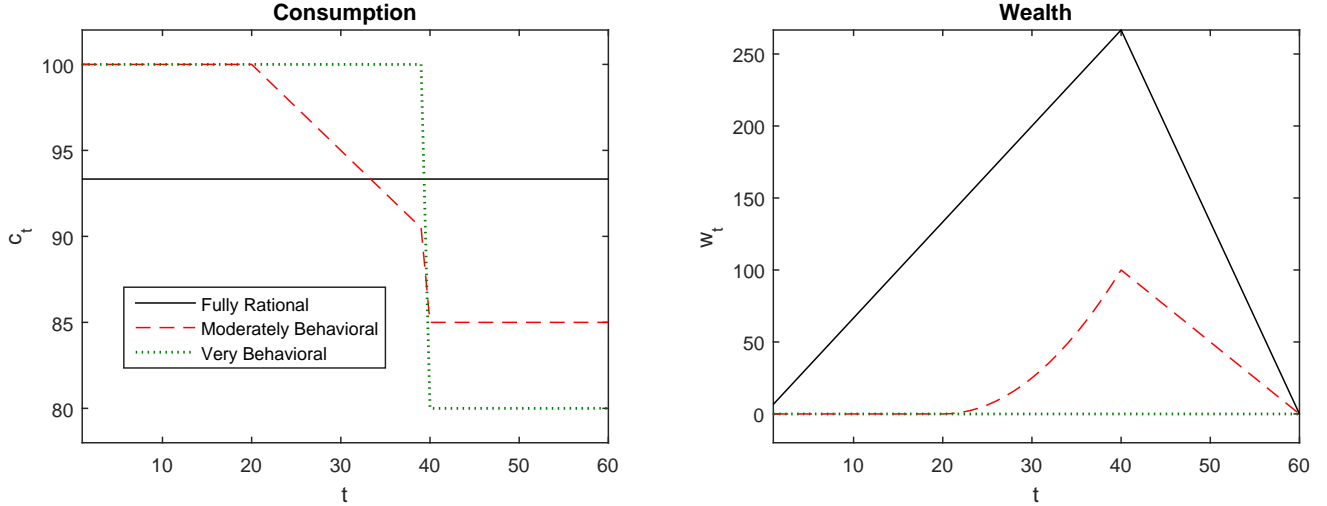 Consumption
100
95
90
85
80
c_t
10 20 30 40 50 60
t
Fully Rational
Moderately Behavioral
Very Behavioral
Wealth
250
200
150
100
50
0
w_t
10 20 30 40 50 60
t